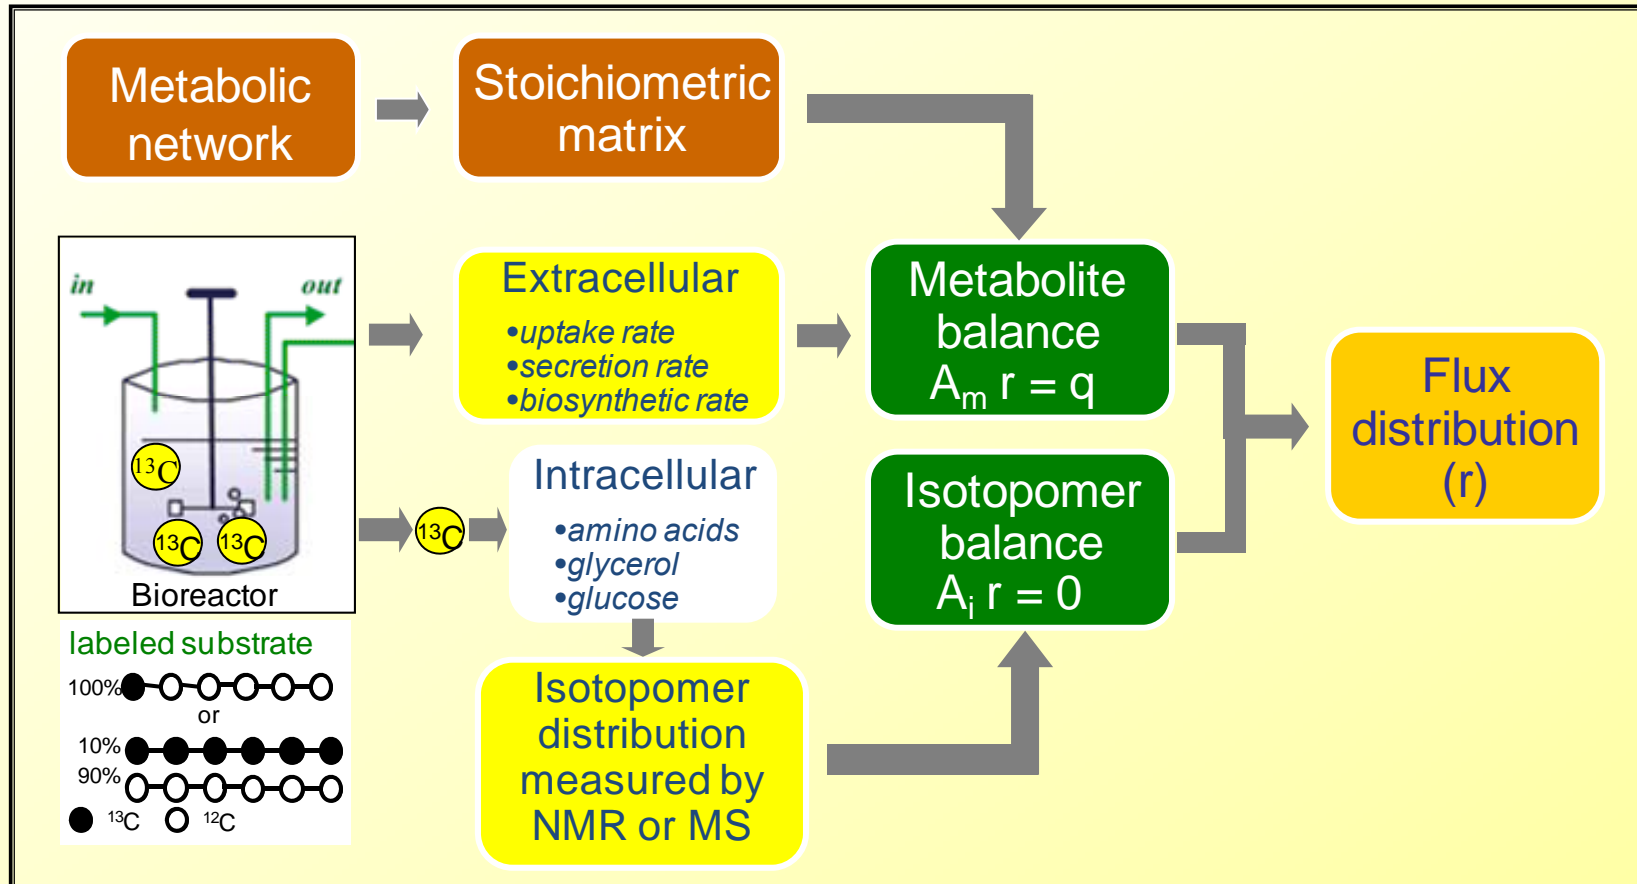 Metabolic
network
Stoichiometric
matrix
in
out
13C
13C
13C
Bioreactor
Extracellular
•uptake rate
•secretion rate
•biosynthetic rate
Metabolite
balance
Am r = q
Flux
distribution
(r)
13C
Intracellular
•amino acids
•glycerol
•glucose
Isotopomer
balance
Ai r = 0
labeled substrate
100%
or
10%
90%
13C 12C
Isotopomer
distribution
measured by
NMR or MS